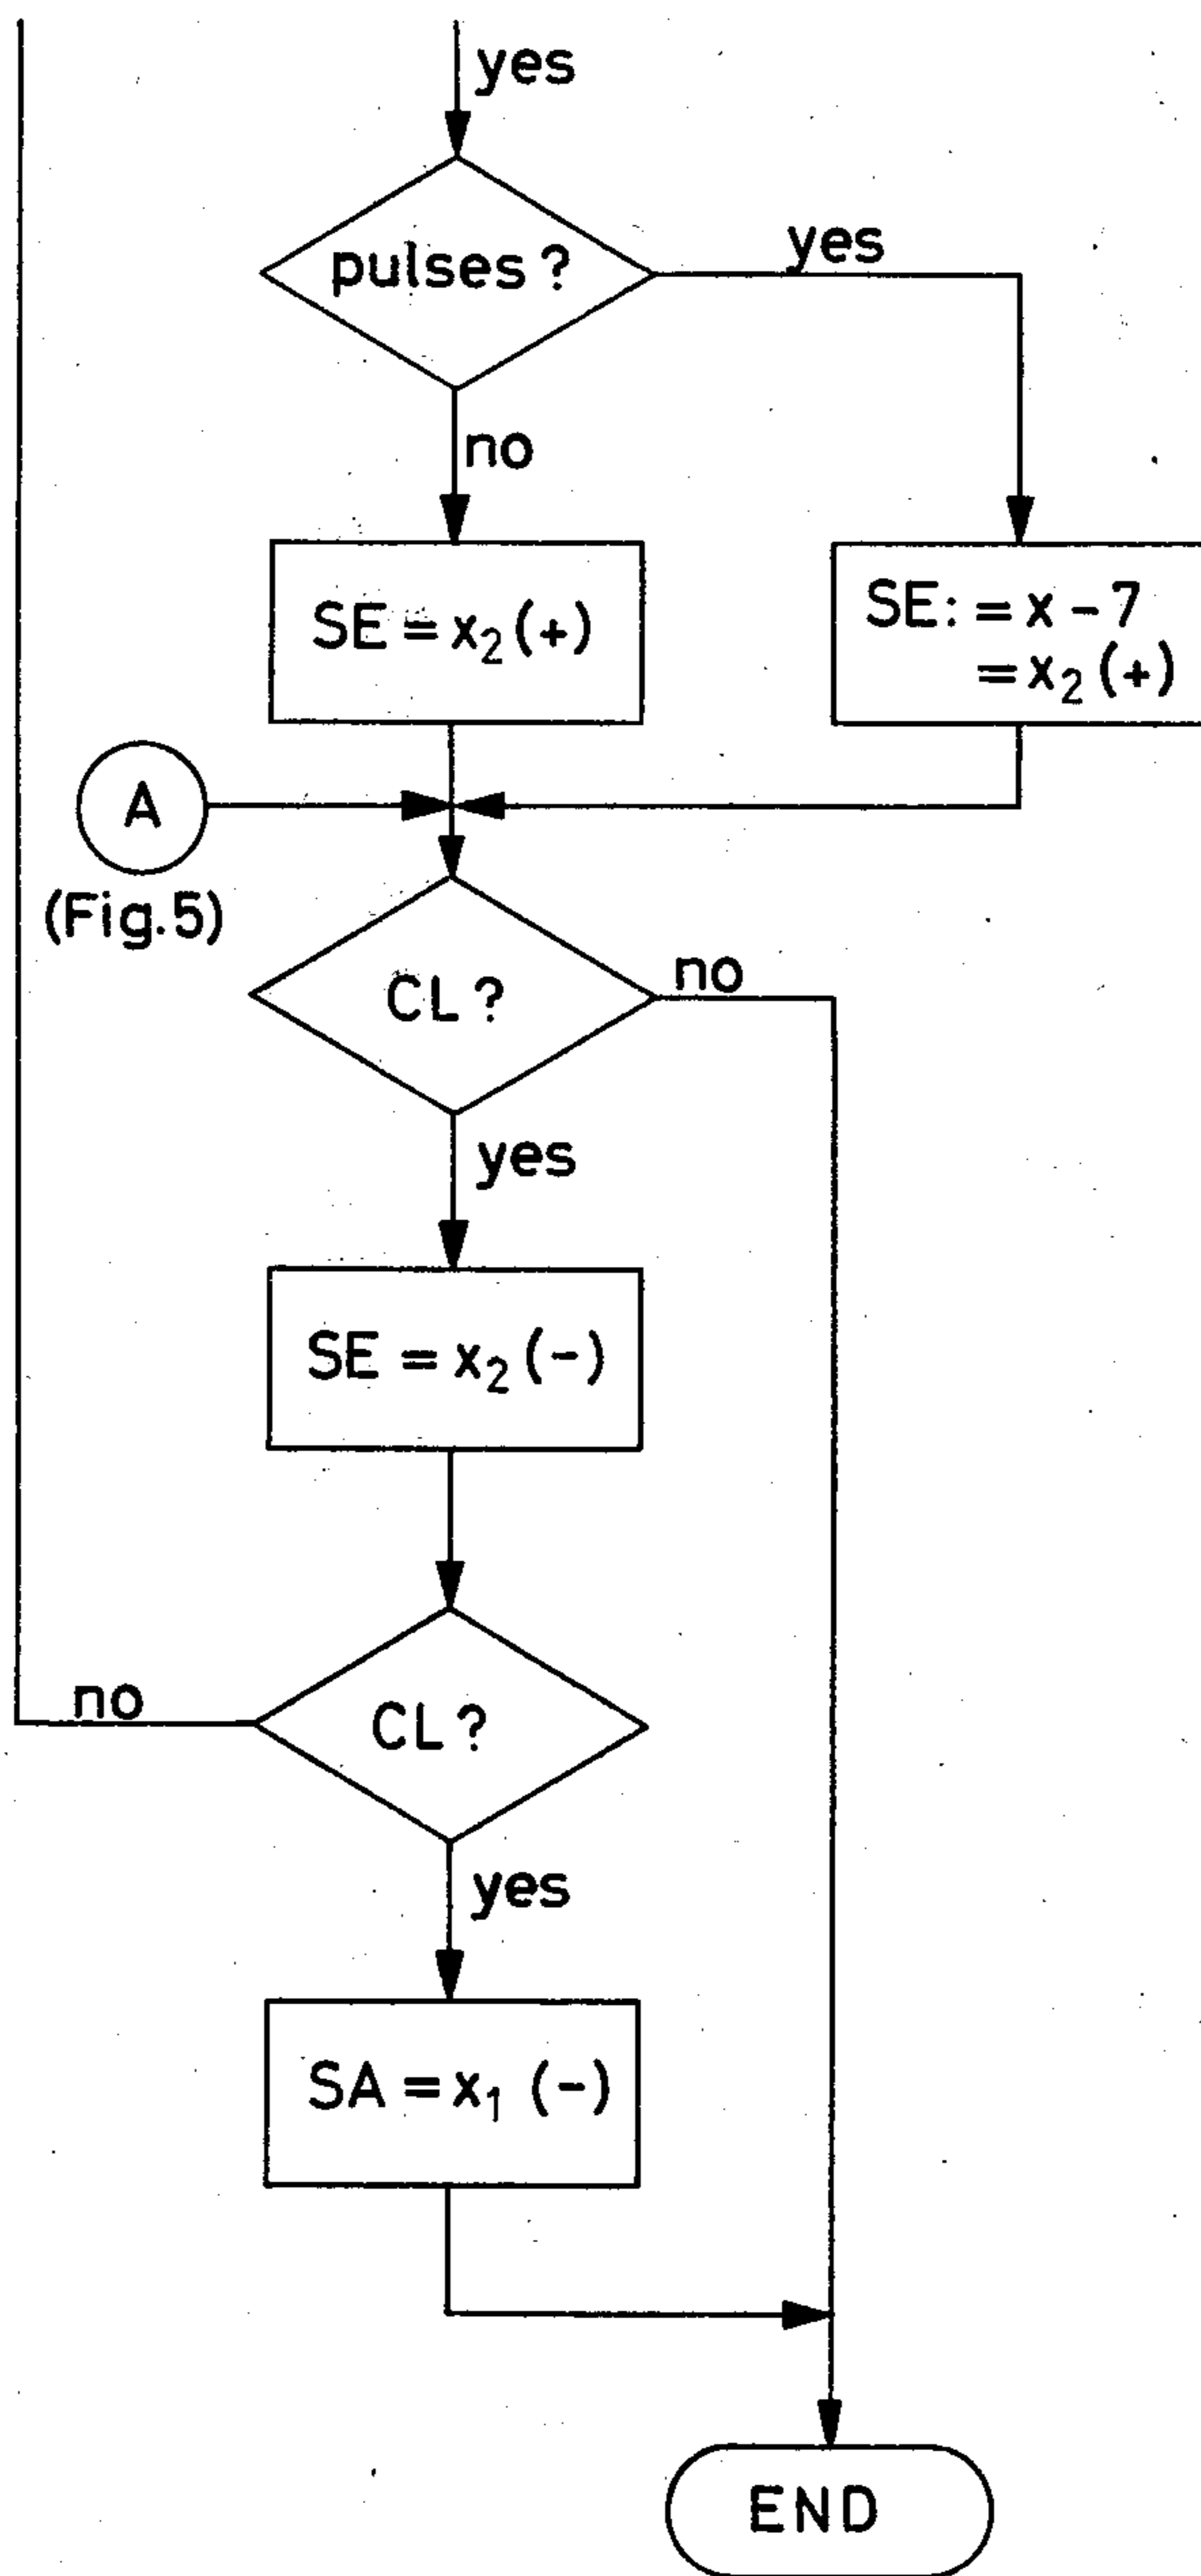 yes
pulses ?
yes
no
SE = x₂ (+)
SE: = x - 7
= x₂ (+)
A
(Fig. 5)
CL ?
no
yes
SE = x₂ (-)
no
CL ?
yes
SA = x₁ (-)
END